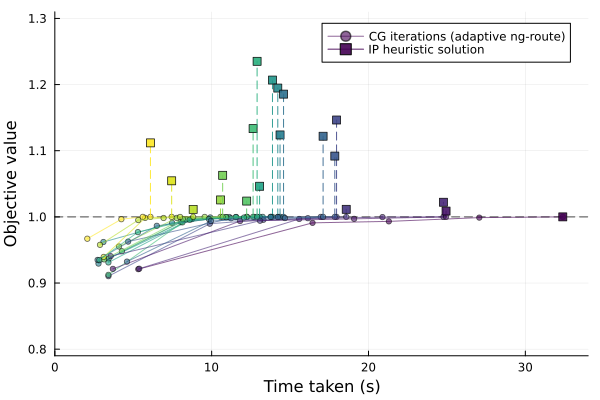 1.3
1.2
1.1
1.0
0.9
0.8
Objective value
CG iterations (adaptive ng-route)
IP heuristic solution
0
10
20
30
Time taken (s)